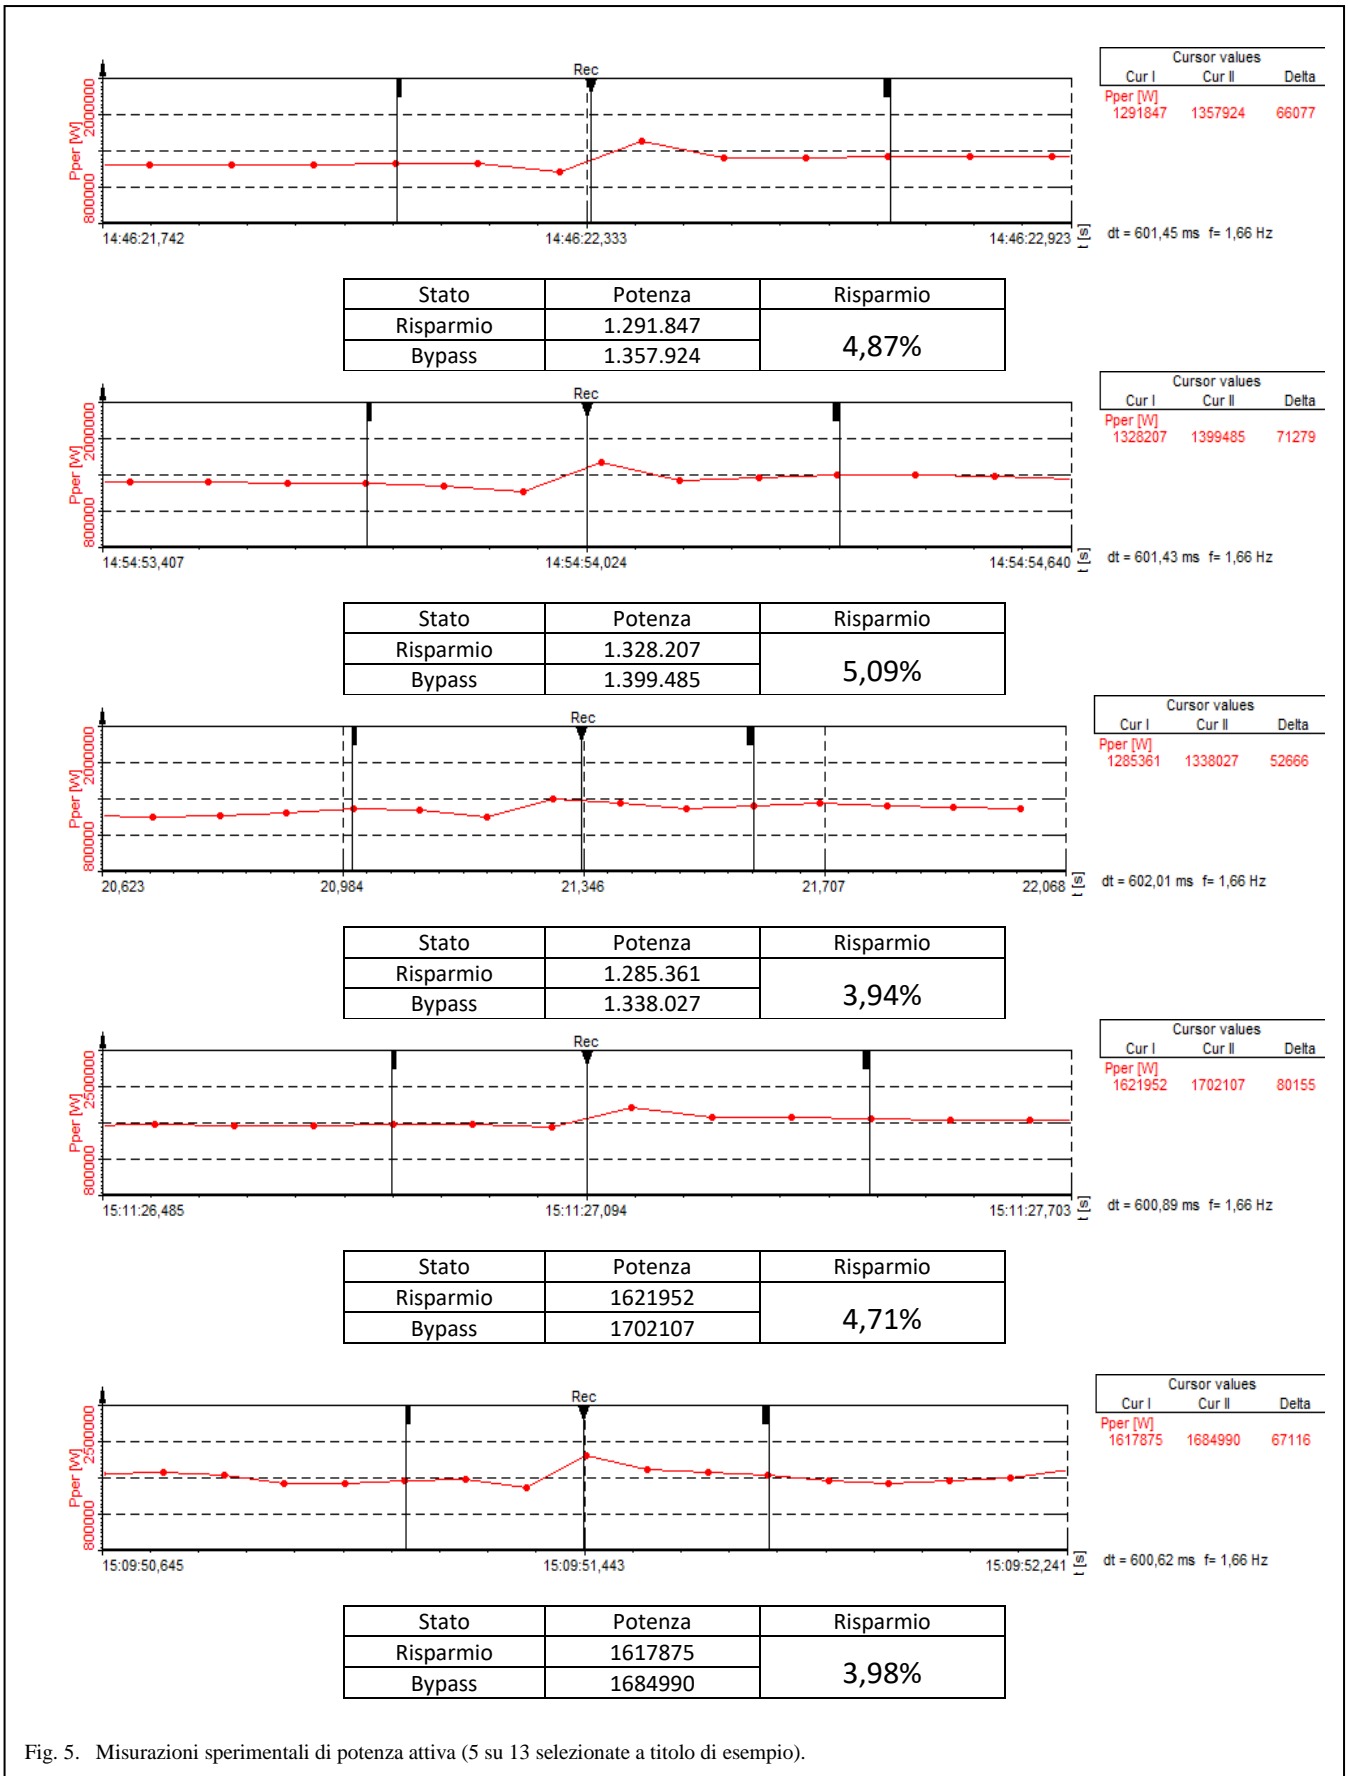 Rec
Pper [W]
2000000
800000
14:46:21,742 14:46:22,333 14:46:22,923
t [s]
Cursor values
Cur I Cur II Delta
Pper [W]
1291847 1357924 66077
dt = 601,45 ms f= 1,66 Hz
Stato Potenza Risparmio
Risparmio 1.291.847
4,87%
Bypass 1.357.924
Rec
Pper [W]
2000000
800000
14:54:53,407 14:54:54,024 14:54:54,640
t [s]
Cursor values
Cur I Cur II Delta
Pper [W]
1328207 1399485 71279
dt = 601,43 ms f= 1,66 Hz
Stato Potenza Risparmio
Risparmio 1.328.207
5,09%
Bypass 1.399.485
Rec
Pper [W]
2000000
800000
20,623 20,984 21,346 21,707 22,068
t [s]
Cursor values
Cur I Cur II Delta
Pper [W]
1285361 1338027 52666
dt = 602,01 ms f= 1,66 Hz
Stato Potenza Risparmio
Risparmio 1.285.361
3,94%
Bypass 1.338.027
Rec
Pper [W]
2500000
800000
15:11:26,485 15:11:27,094 15:11:27,703
t [s]
Cursor values
Cur I Cur II Delta
Pper [W]
1621952 1702107 80155
dt = 600,89 ms f= 1,66 Hz
Stato Potenza Risparmio
Risparmio 1621952
4,71%
Bypass 1702107
Rec
Pper [W]
2500000
800000
15:09:50,645 15:09:51,443 15:09:52,241
t [s]
Cursor values
Cur I Cur II Delta
Pper [W]
1617875 1684990 67116
dt = 600,62 ms f= 1,66 Hz
Stato Potenza Risparmio
Risparmio 1617875
3,98%
Bypass 1684990
Fig. 5. Misurazioni sperimentali di potenza attiva (5 su 13 selezionate a titolo di esempio).